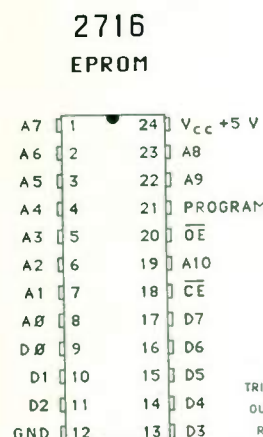 2716
EPROM
A7 1 24 Vcc +5 V
A6 2 23 A8
A5 3 22 A9
A4 4 21 PROGRAM
A3 5 20 OE
A2 6 19 A10
A1 7 18 CE
AØ 8 17 D7
DØ 9 16 D6
D1 10 15 D5
D2 11 14 D4
GND 12 13 D3